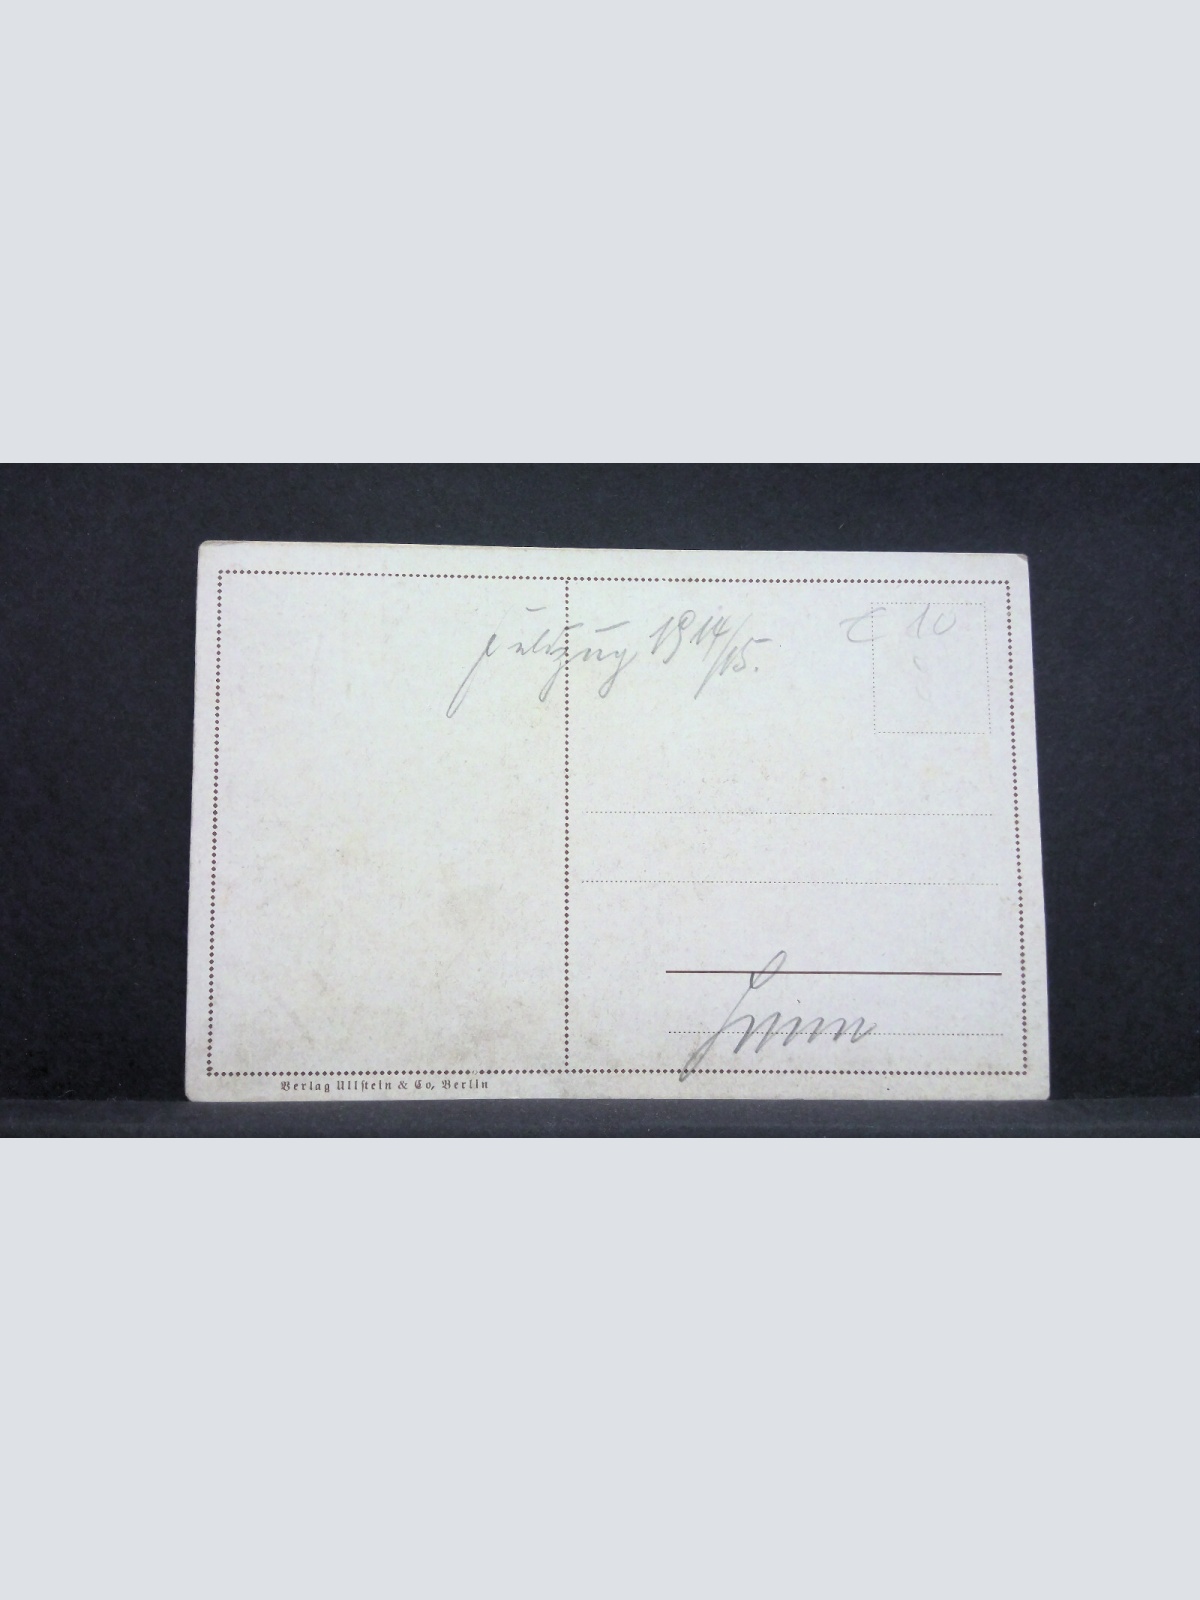 Feldzug 1914/15.
€ 10
Verlag Ullstein & Co, Berlin